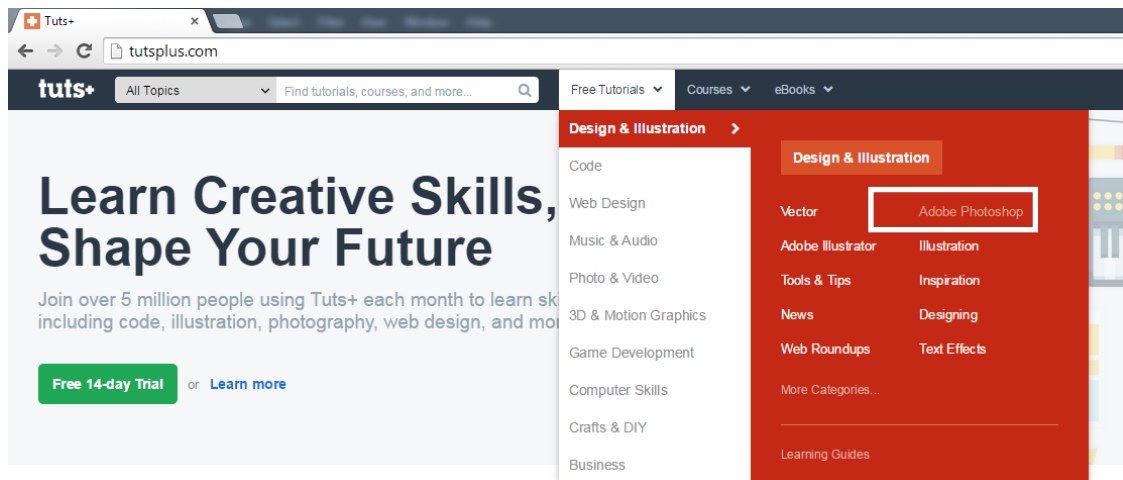 Tuts+
tutsplus.com
tuts+
All Topics
Find tutorials, courses, and more...
Free Tutorials
Courses
eBooks
Learn Creative Skills,
Shape Your Future
Join over 5 million people using Tuts+ each month to learn
including code, illustration, photography, web design, and
Free 14-day Trial or Learn more
Design & Illustration
Code
Web Design
Music & Audio
Photo & Video
3D & Motion Graphics
Game Development
Computer Skills
Crafts & DIY
Business
Design & Illustration
Vector
Adobe Photoshop
Adobe Illustrator
Illustration
Tools & Tips
Inspiration
News
Designing
Web Roundups
Text Effects
More Categories...
Learning Guides